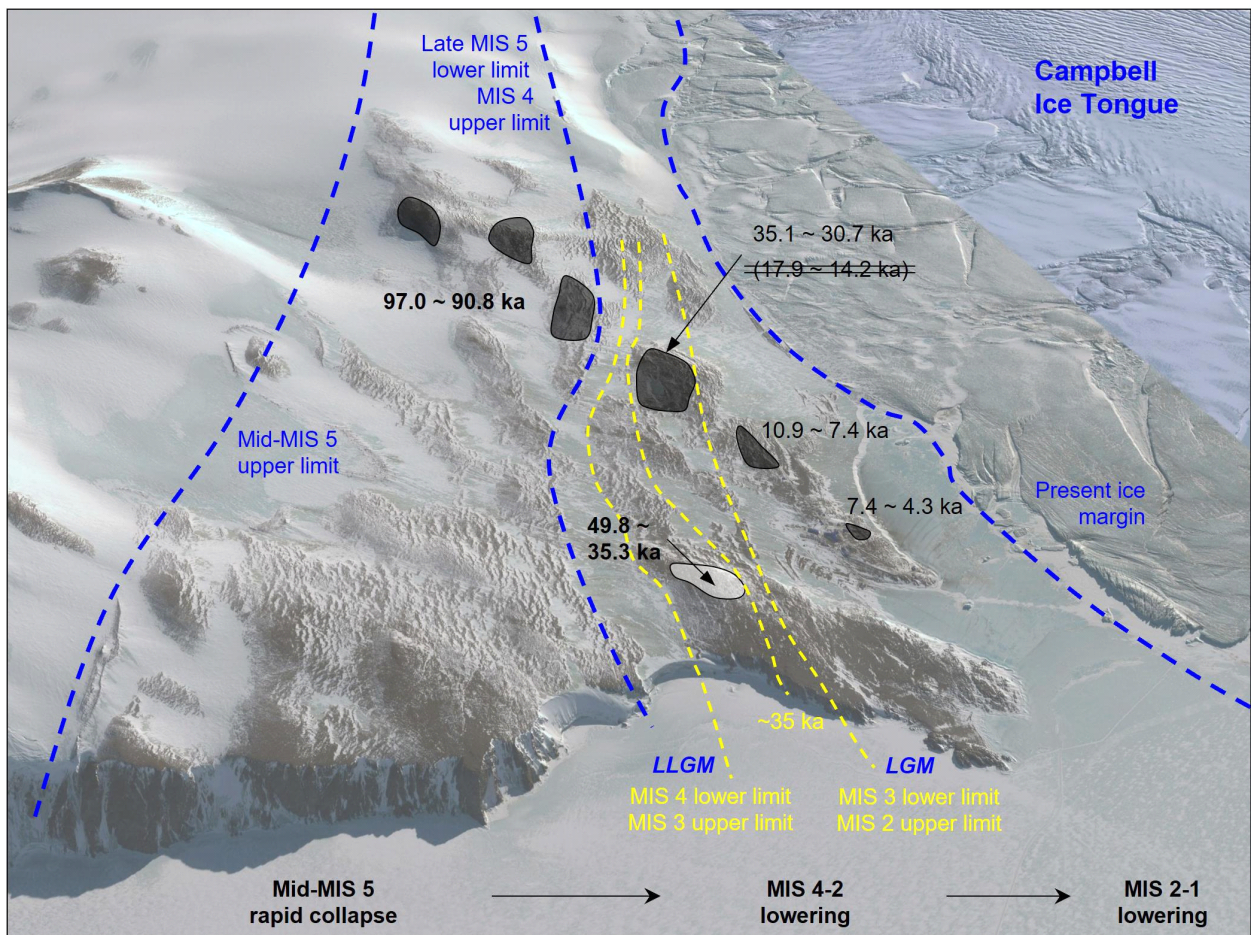 Late MIS 5
lower limit
MIS 4
upper limit
Campbell
Ice Tongue
35.1 ~ 30.7 ka
(17.9 ~ 14.2 ka)
97.0 ~ 90.8 ka
Mid-MIS 5
upper limit
10.9 ~ 7.4 ka
7.4 ~ 4.3 ka
Present ice
margin
49.8 ~
35.3 ka
~35 ka
LLGM
MIS 4 lower limit
MIS 3 upper limit
LGM
MIS 3 lower limit
MIS 2 upper limit
Mid-MIS 5
rapid collapse
MIS 4-2
lowering
MIS 2-1
lowering